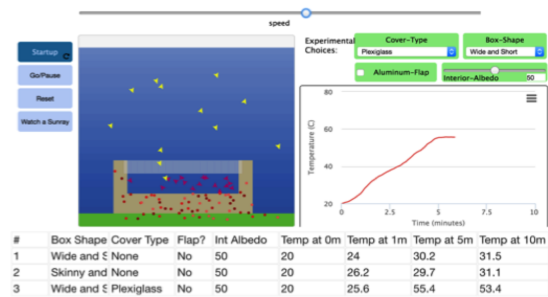 speed
Startup
Go/Pause
Reset
Watch a Sunray
Experimental
Choices:
Cover-Type
Plexiglass
Box-Shape
Wide and Short
Aluminum-Flap
Interior-Albedo
50
Temperature (C)
80
60
40
20
0
2.5
5.0
7.5
10
Time (minutes)
# Box Shape Cover Type Flap? Int Albedo Temp at 0m Temp at 1m Temp at 5m Temp at 10m
1 Wide and S None No 50 20 24 30.2 31.5
2 Skinny and None No 50 20 26.2 29.7 31.1
3 Wide and S Plexiglass No 50 20 25.6 55.4 53.4